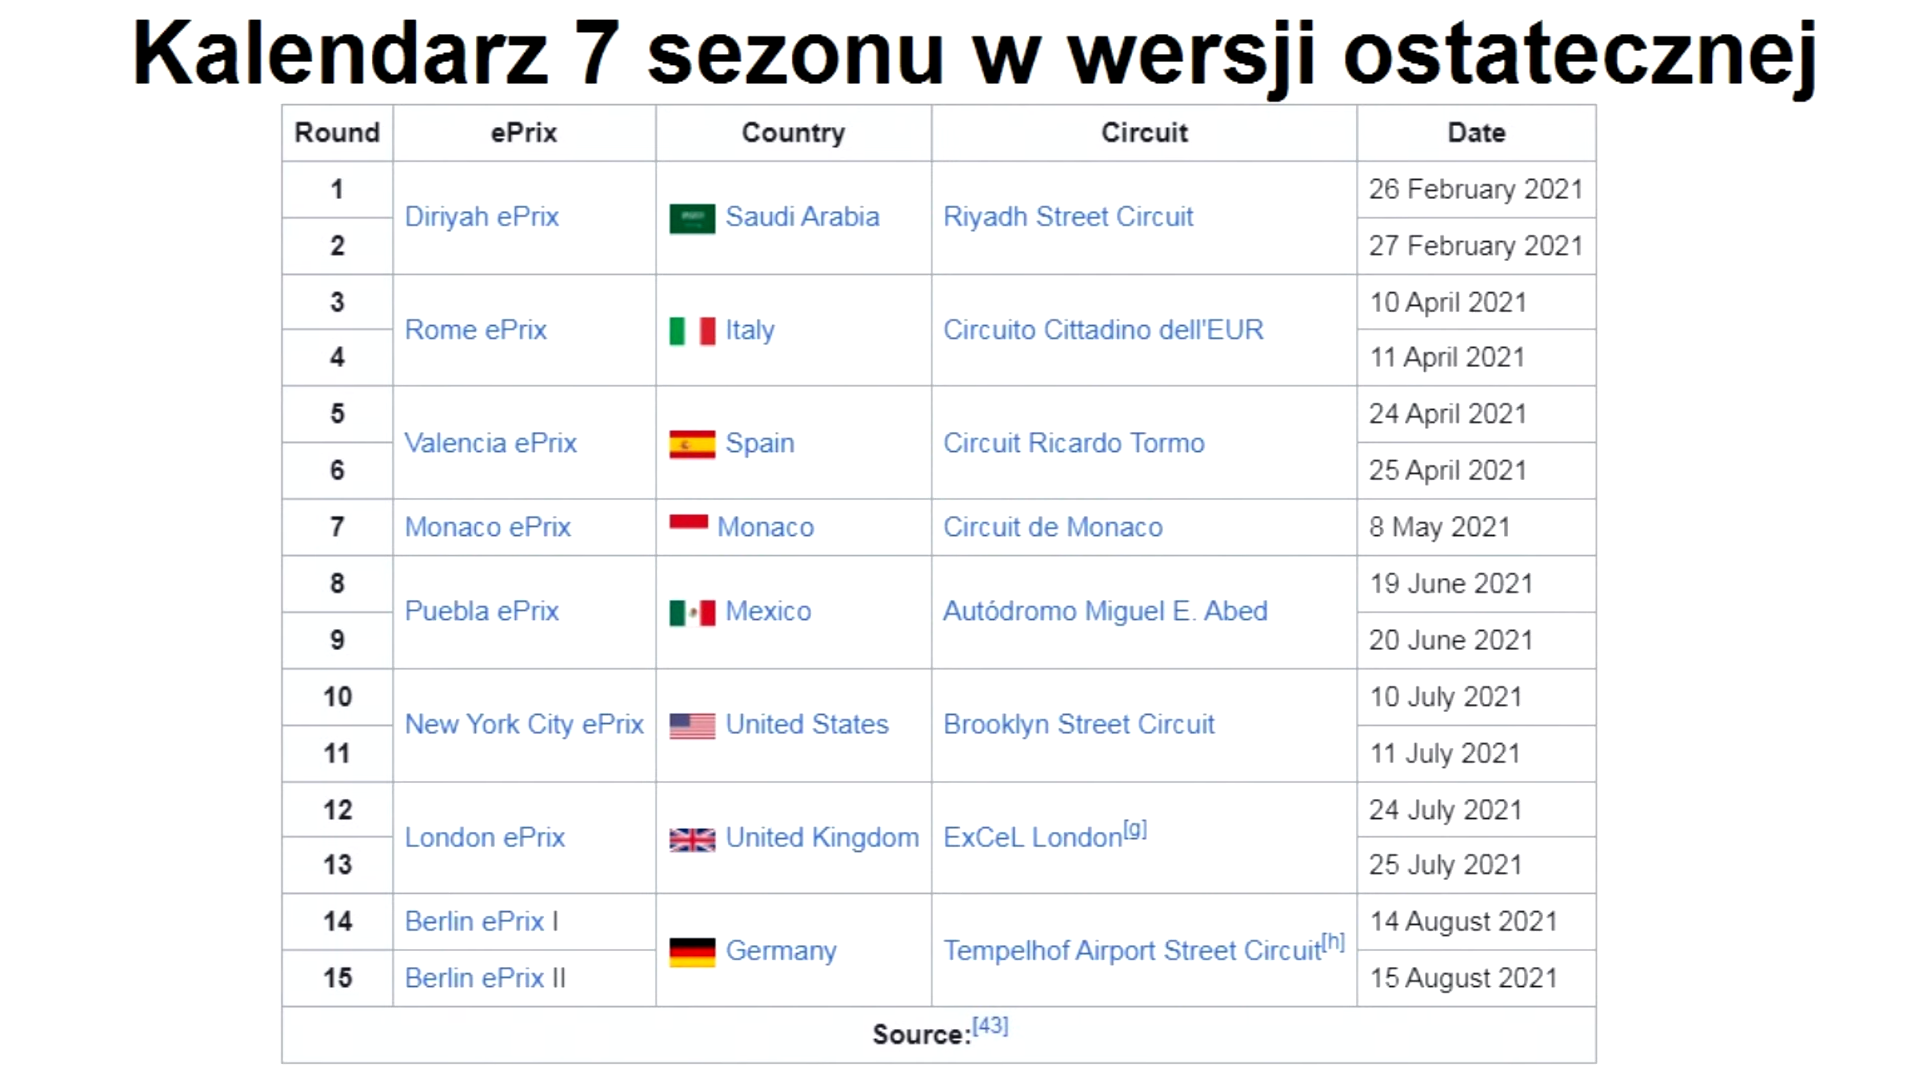 Kalendarz 7 sezonu w wersji ostatecznej
Round ePrix Country Circuit Date
1 Diriyah ePrix Saudi Arabia Riyadh Street Circuit 26 February 2021
2 27 February 2021
3 Rome ePrix Italy Circuito Cittadino dell'EUR 10 April 2021
4 11 April 2021
5 Valencia ePrix Spain Circuit Ricardo Tormo 24 April 2021
6 25 April 2021
7 Monaco ePrix Monaco Circuit de Monaco 8 May 2021
8 Puebla ePrix Mexico Autódromo Miguel E. Abed 19 June 2021
9 20 June 2021
10 New York City ePrix United States Brooklyn Street Circuit 10 July 2021
11 11 July 2021
12 London ePrix United Kingdom ExCeL London[g] 24 July 2021
13 25 July 2021
14 Berlin ePrix I Germany Tempelhof Airport Street Circuit[h] 14 August 2021
15 Berlin ePrix II 15 August 2021
Source:[43]